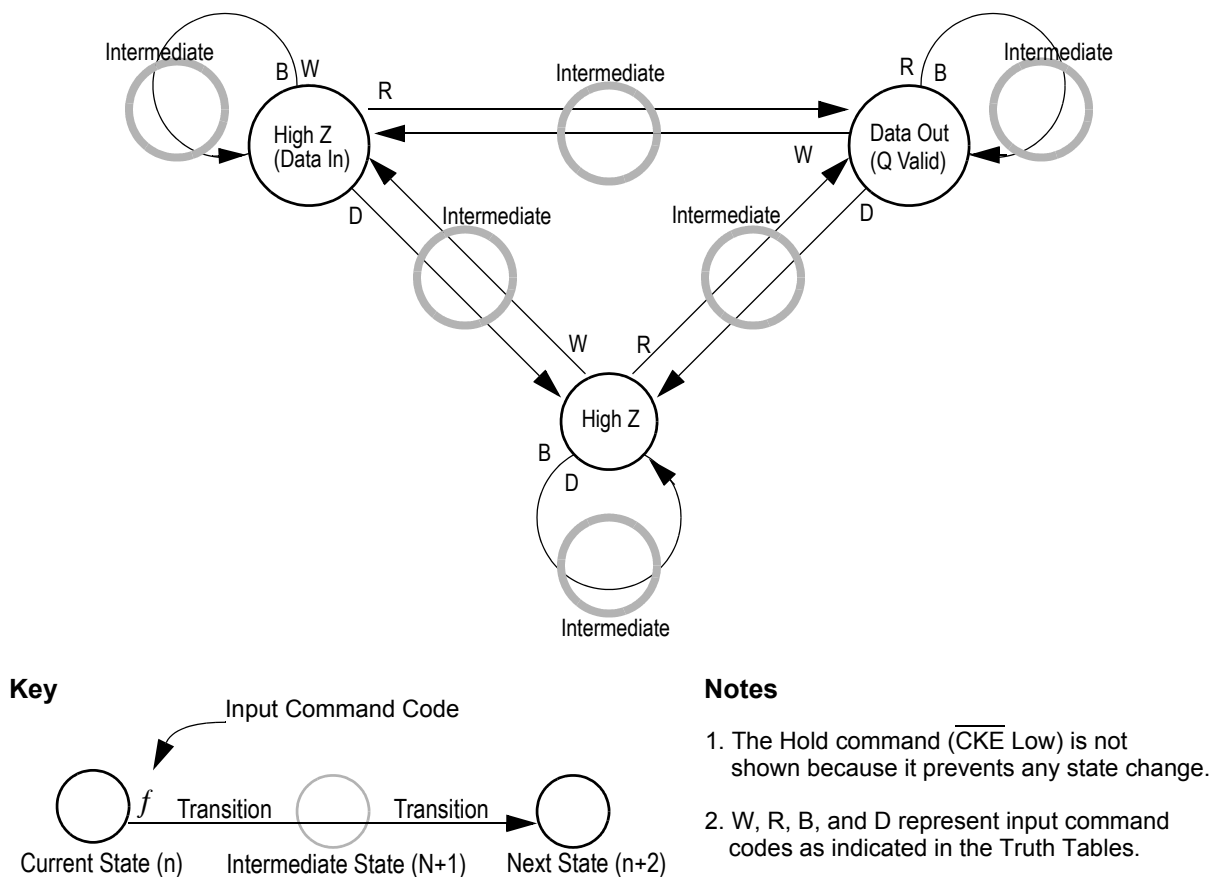 Intermediate
B W
R
Intermediate
R B
Intermediate
High Z
(Data In)
Data Out
(Q Valid)
W
D
Intermediate
Intermediate
D
W
R
High Z
B
D
Intermediate
Key
Input Command Code
f
Transition
Transition
Current State (n)
Intermediate State (N+1)
Next State (n+2)
Notes
1. The Hold command (CKE Low) is not
shown because it prevents any state change.
2. W, R, B, and D represent input command
codes as indicated in the Truth Tables.